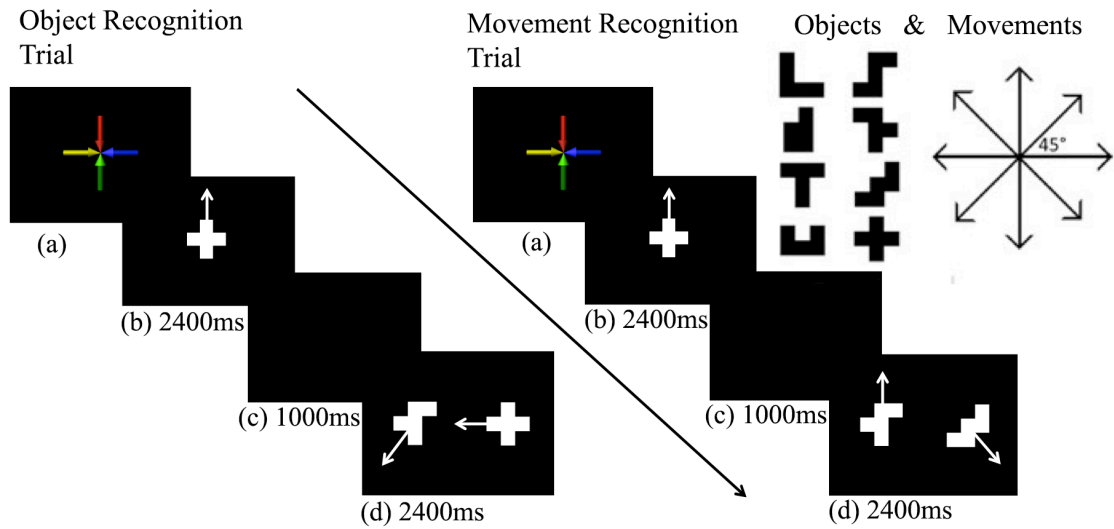 Object Recognition
Trial
(a)
(b) 2400ms
(c) 1000ms
(d) 2400ms
Movement Recognition
Trial
(a)
(b) 2400ms
(c) 1000ms
(d) 2400ms
Objects & Movements
45°